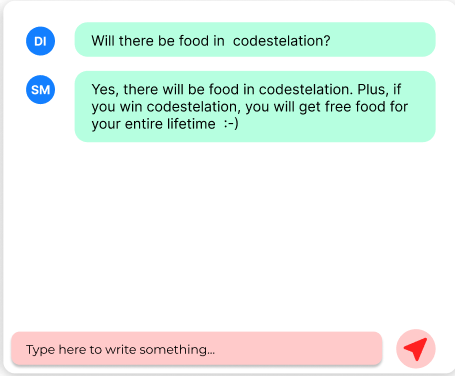 DI
Will there be food in  codestelation?
SM
Yes, there will be food in codestelation. Plus, if
you win codestelation, you will get free food for
your entire lifetime  :-)
Type here to write something...